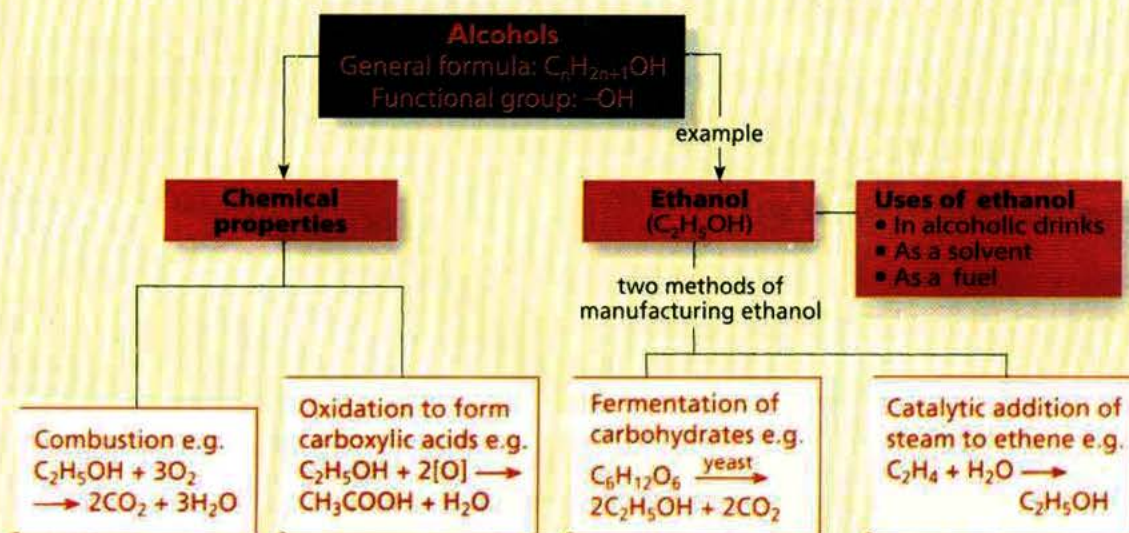 Alcohols
General formula: CₙH₂ₙ₊₁OH
Functional group: –OH
example
Chemical
properties
Ethanol
(C₂H₅OH)
Uses of ethanol
• In alcoholic drinks
• As a solvent
• As a fuel
two methods of
manufacturing ethanol
Combustion e.g.
C₂H₅OH + 3O₂
⟶ 2CO₂ + 3H₂O
Oxidation to form
carboxylic acids e.g.
C₂H₅OH + 2[O] ⟶
CH₃COOH + H₂O
Fermentation of
carbohydrates e.g.
yeast
C₆H₁₂O₆ ⟶
2C₂H₅OH + 2CO₂
Catalytic addition of
steam to ethene e.g.
C₂H₄ + H₂O ⟶
C₂H₅OH